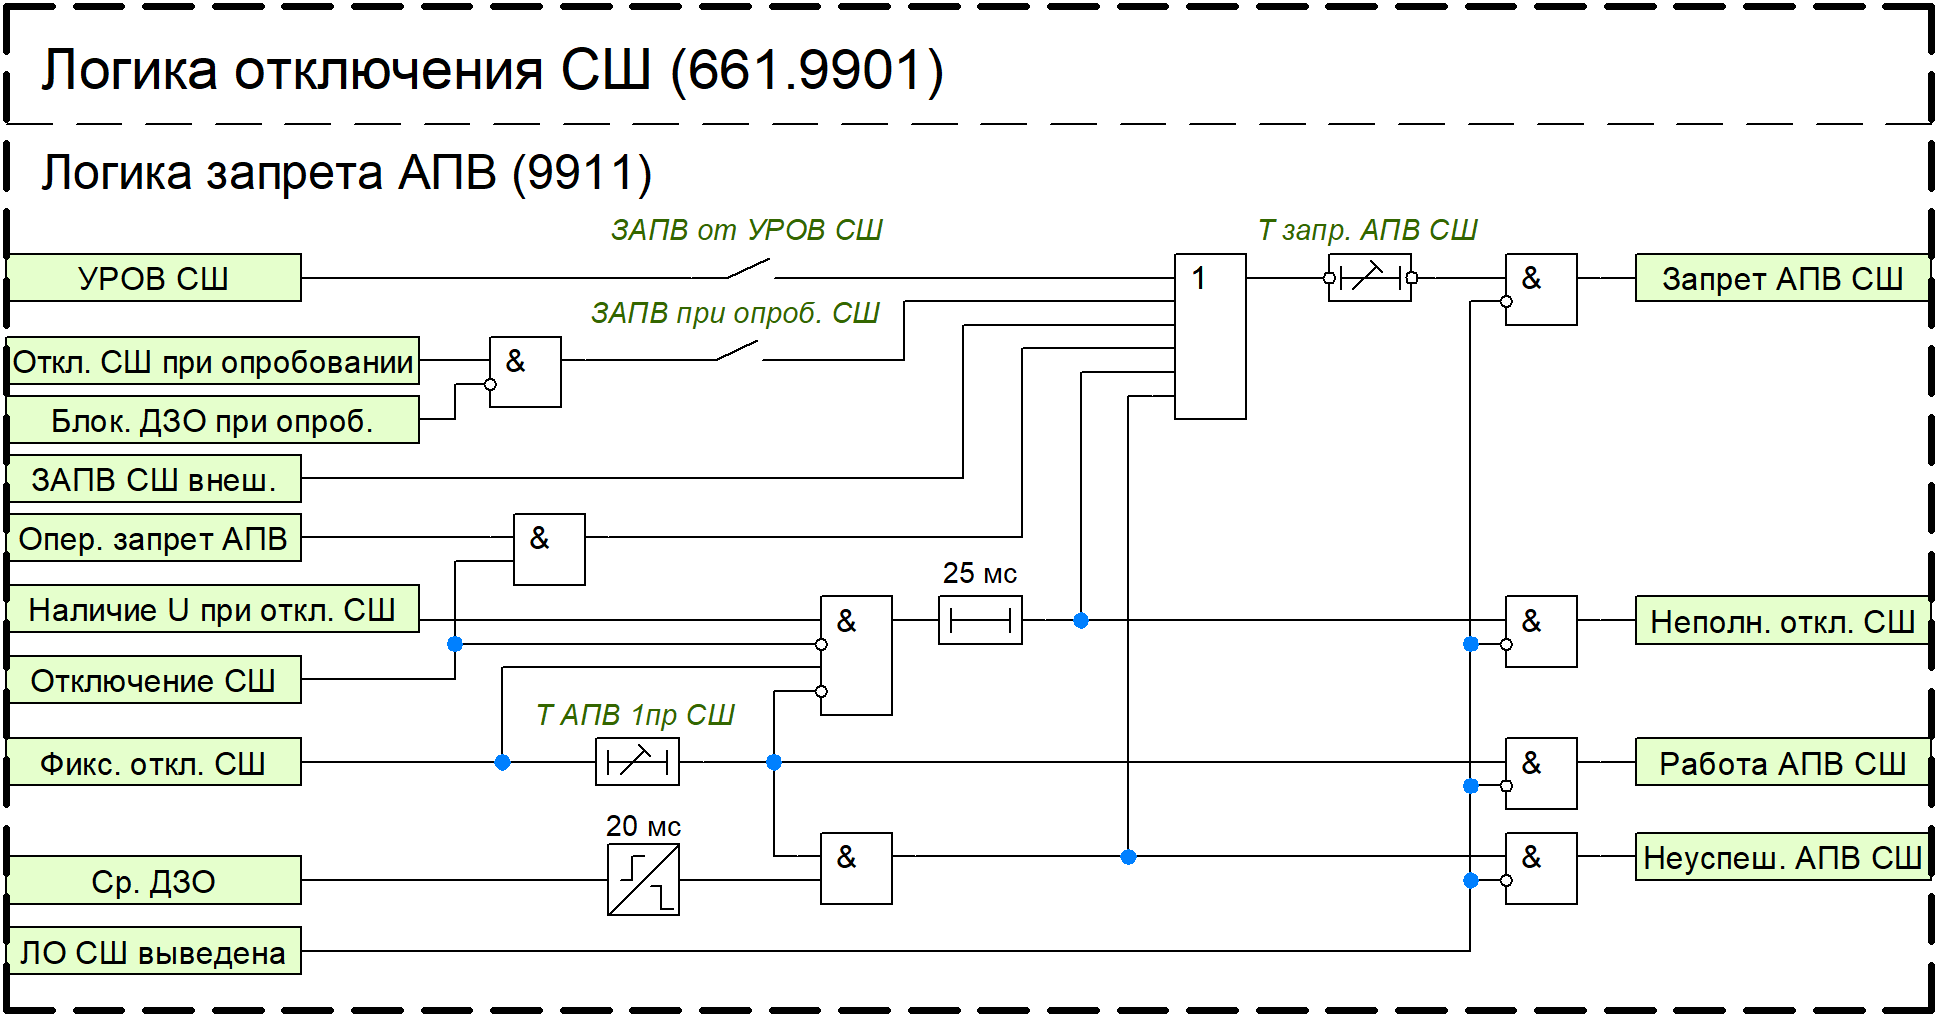 Логика отключения СШ (661.9901)
Логика запрета АПВ (9911)
ЗАПВ от УРОВ СШ
Т запр. АПВ СШ
УРОВ СШ
1
&
Запрет АПВ СШ
ЗАПВ при опроб. СШ
Откл. СШ при опробовании
&
Блок. ДЗО при опроб.
ЗАПВ СШ внеш.
Опер. запрет АПВ
&
25 мс
Наличие U при откл. СШ
&
&
Неполн. откл. СШ
Отключение СШ
Т АПВ 1пр СШ
Фикс. откл. СШ
&
Работа АПВ СШ
20 мс
&
&
Неуспеш. АПВ СШ
Ср. ДЗО
ЛО СШ выведена